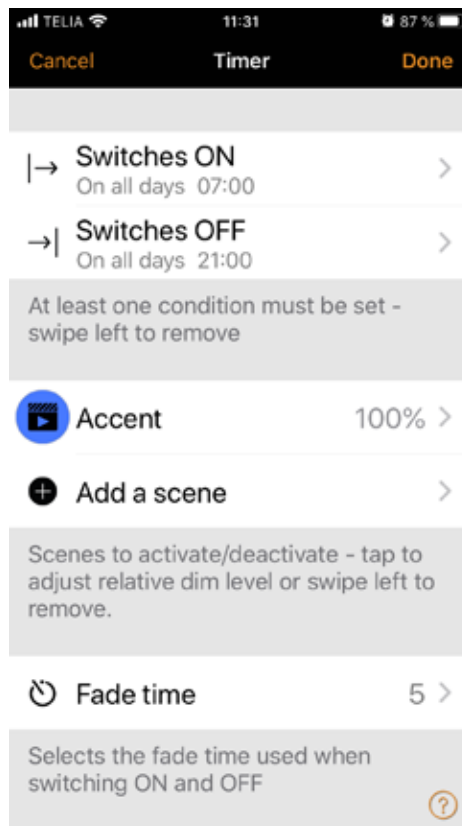 TELIA 11:31 87 %
Cancel Timer Done
Switches ON
On all days 07:00
Switches OFF
On all days 21:00
At least one condition must be set -
swipe left to remove
Accent 100%
Add a scene
Scenes to activate/deactivate - tap to
adjust relative dim level or swipe left to
remove.
Fade time 5
Selects the fade time used when
switching ON and OFF
?